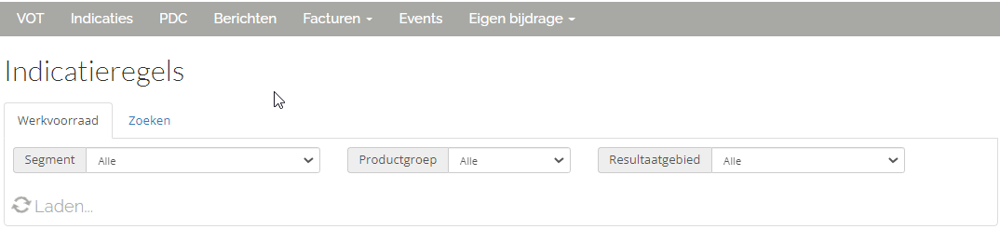 VOT Indicaties PDC Berichten Facturen Events Eigen bijdrage
Indicatieregels
Werkvoorraad Zoeken
Segment Alle Productgroep Alle Resultaatgebied Alle
Laden...